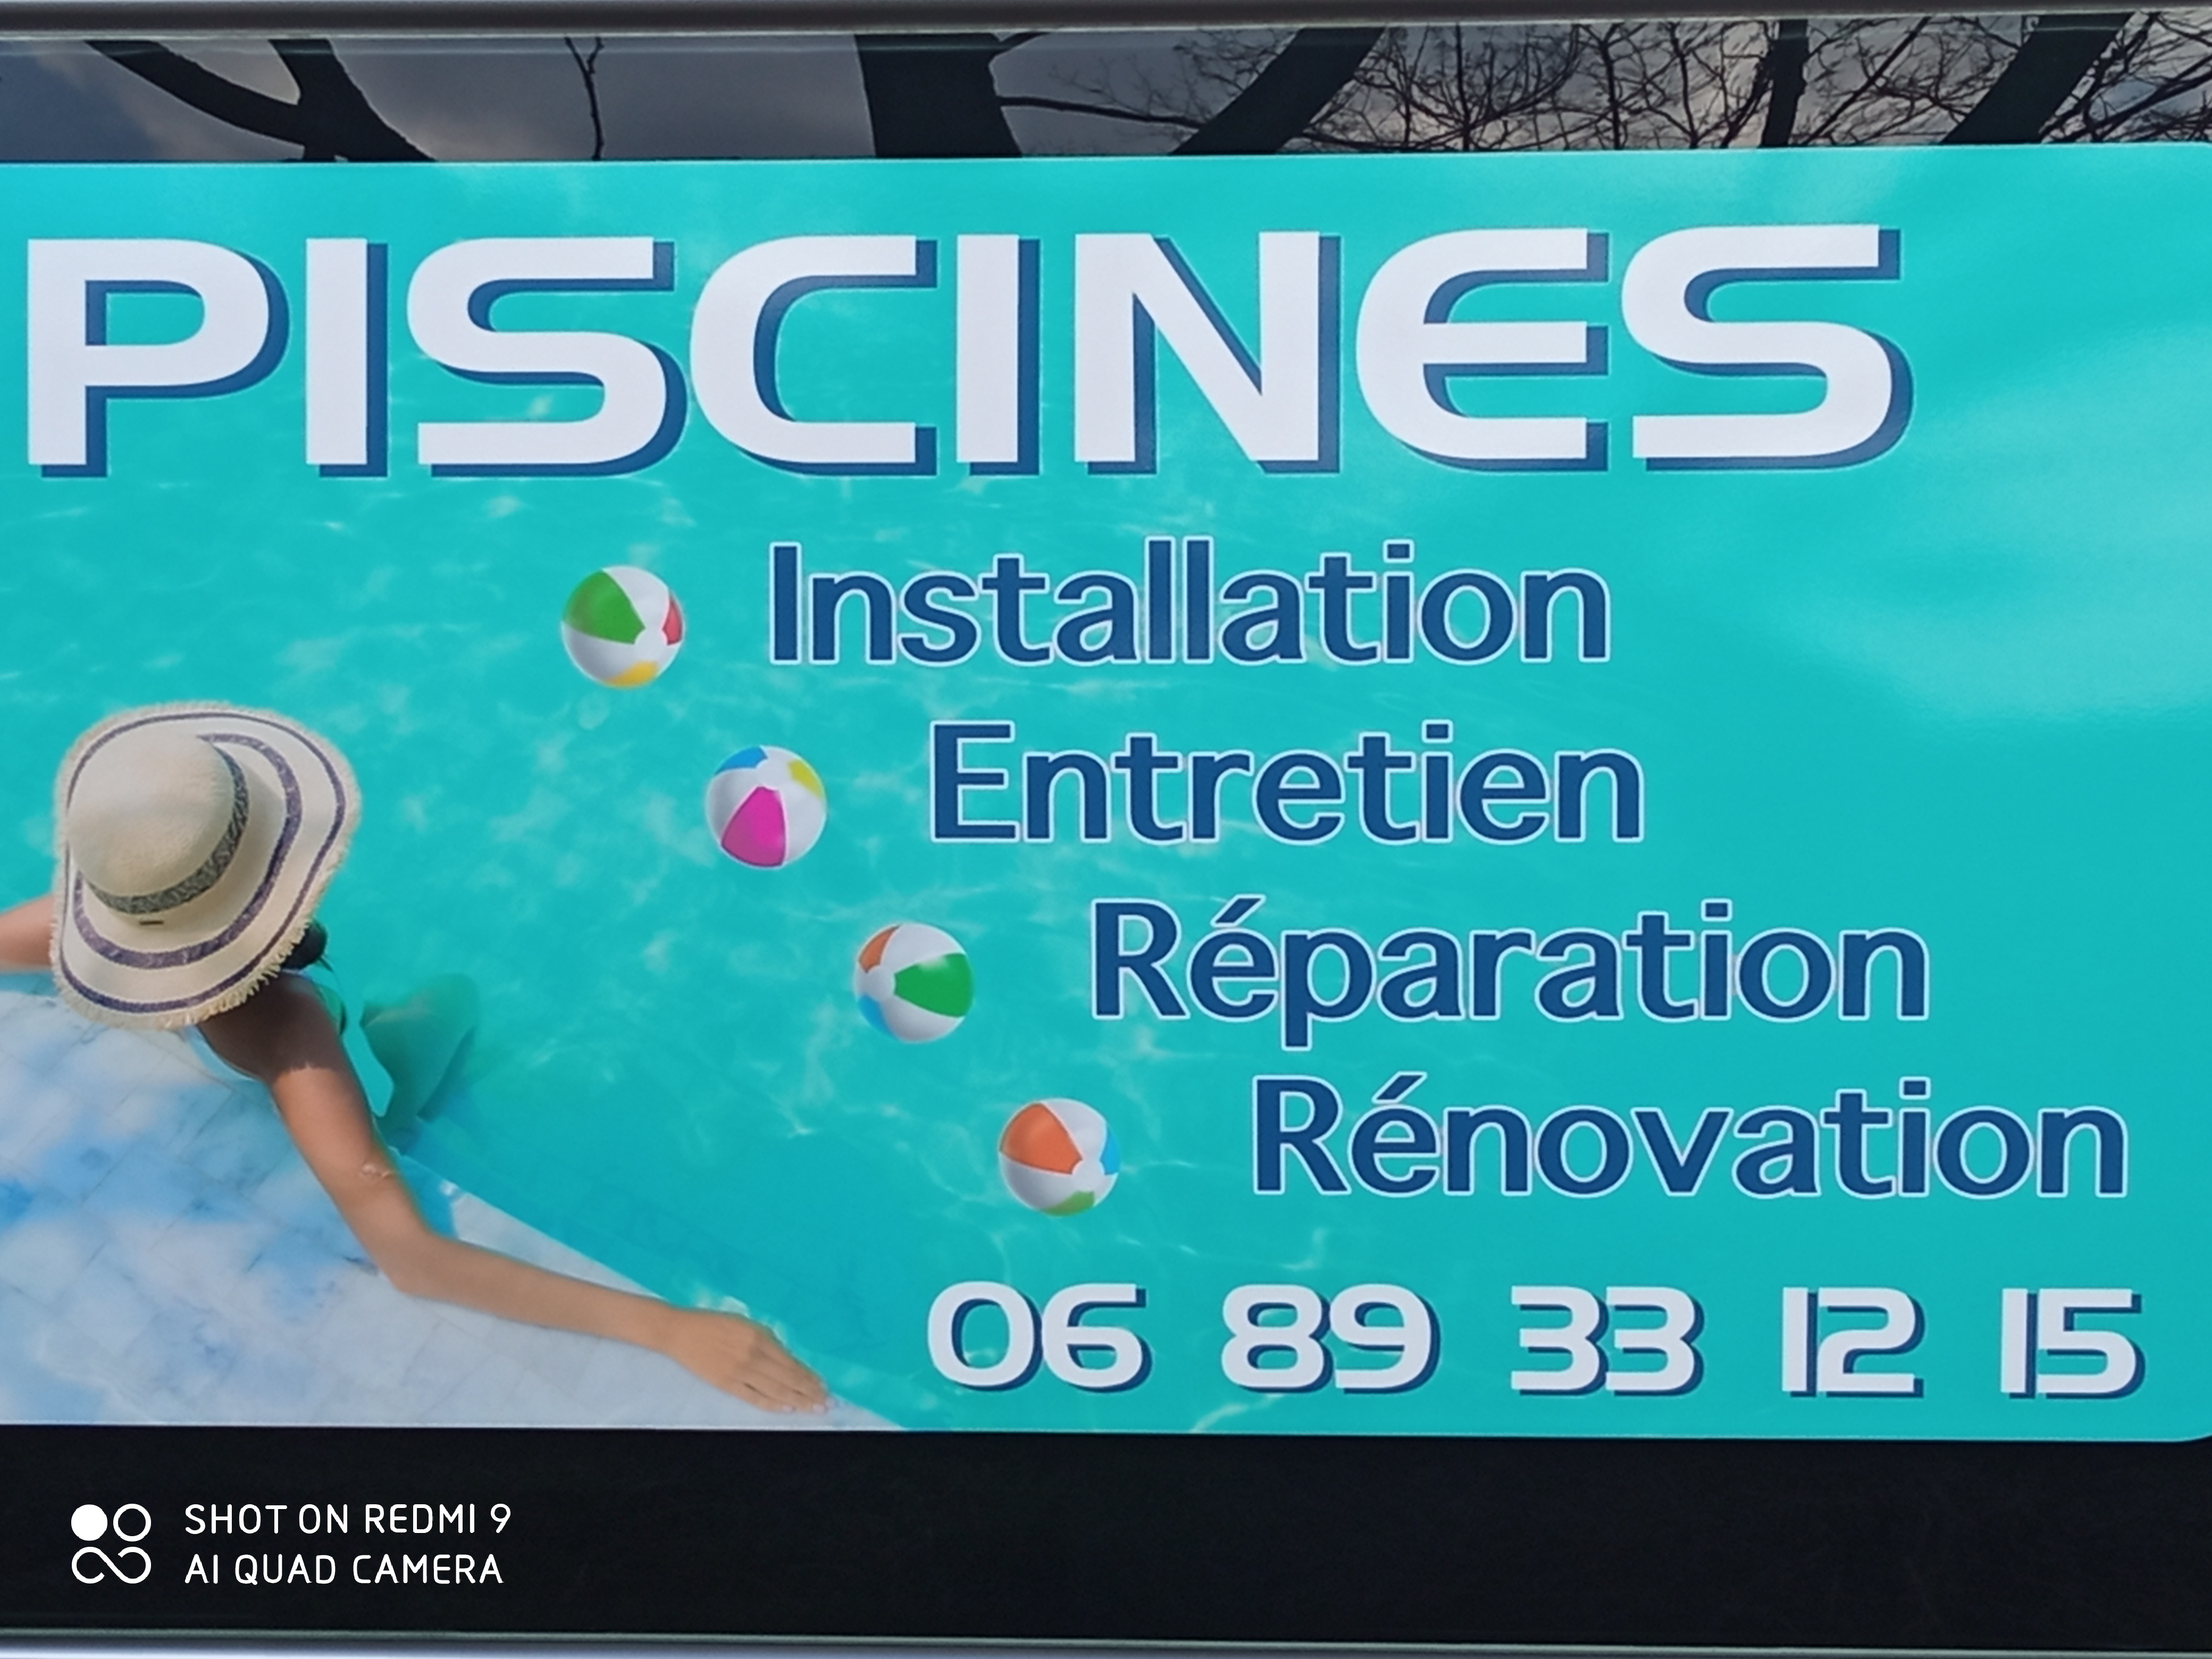 PISCINES
Installation
Entretien
Réparation
Rénovation
06 89 33 12 15
SHOT ON REDMI 9
AI QUAD CAMERA